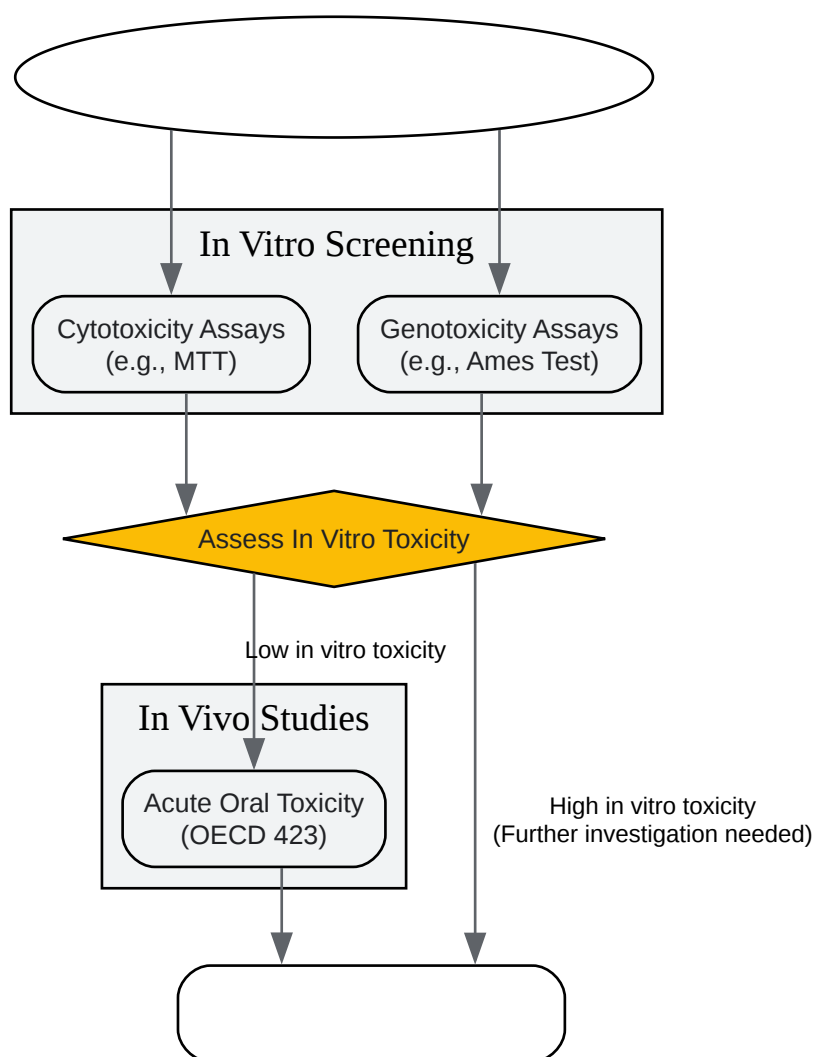 In Vitro Screening
Cytotoxicity Assays
(e.g., MTT)
Genotoxicity Assays
(e.g., Ames Test)
Assess In Vitro Toxicity
Low in vitro toxicity
In Vivo Studies
Acute Oral Toxicity
(OECD 423)
High in vitro toxicity
(Further investigation needed)